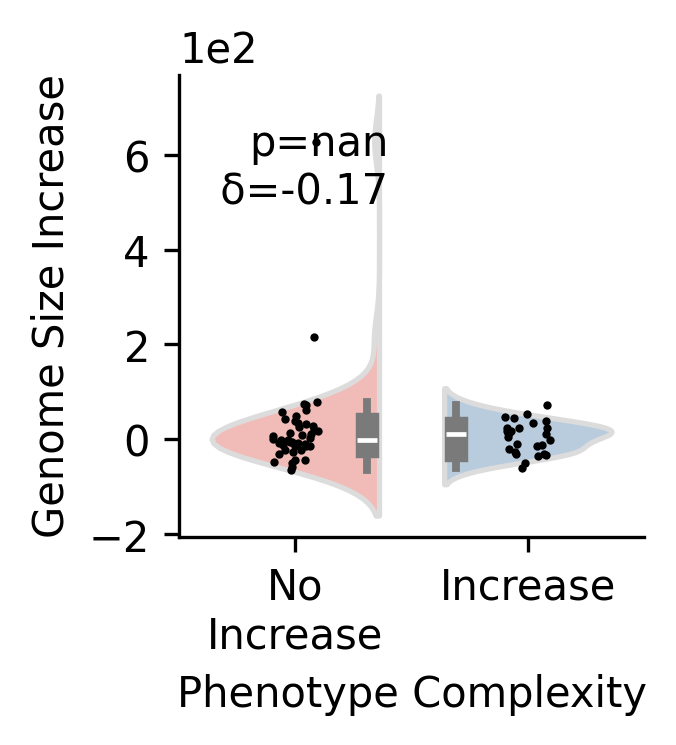 1e2
Genome Size Increase
6
4
2
0
−2
p=nan
δ=-0.17
No
Increase
Increase
Phenotype Complexity